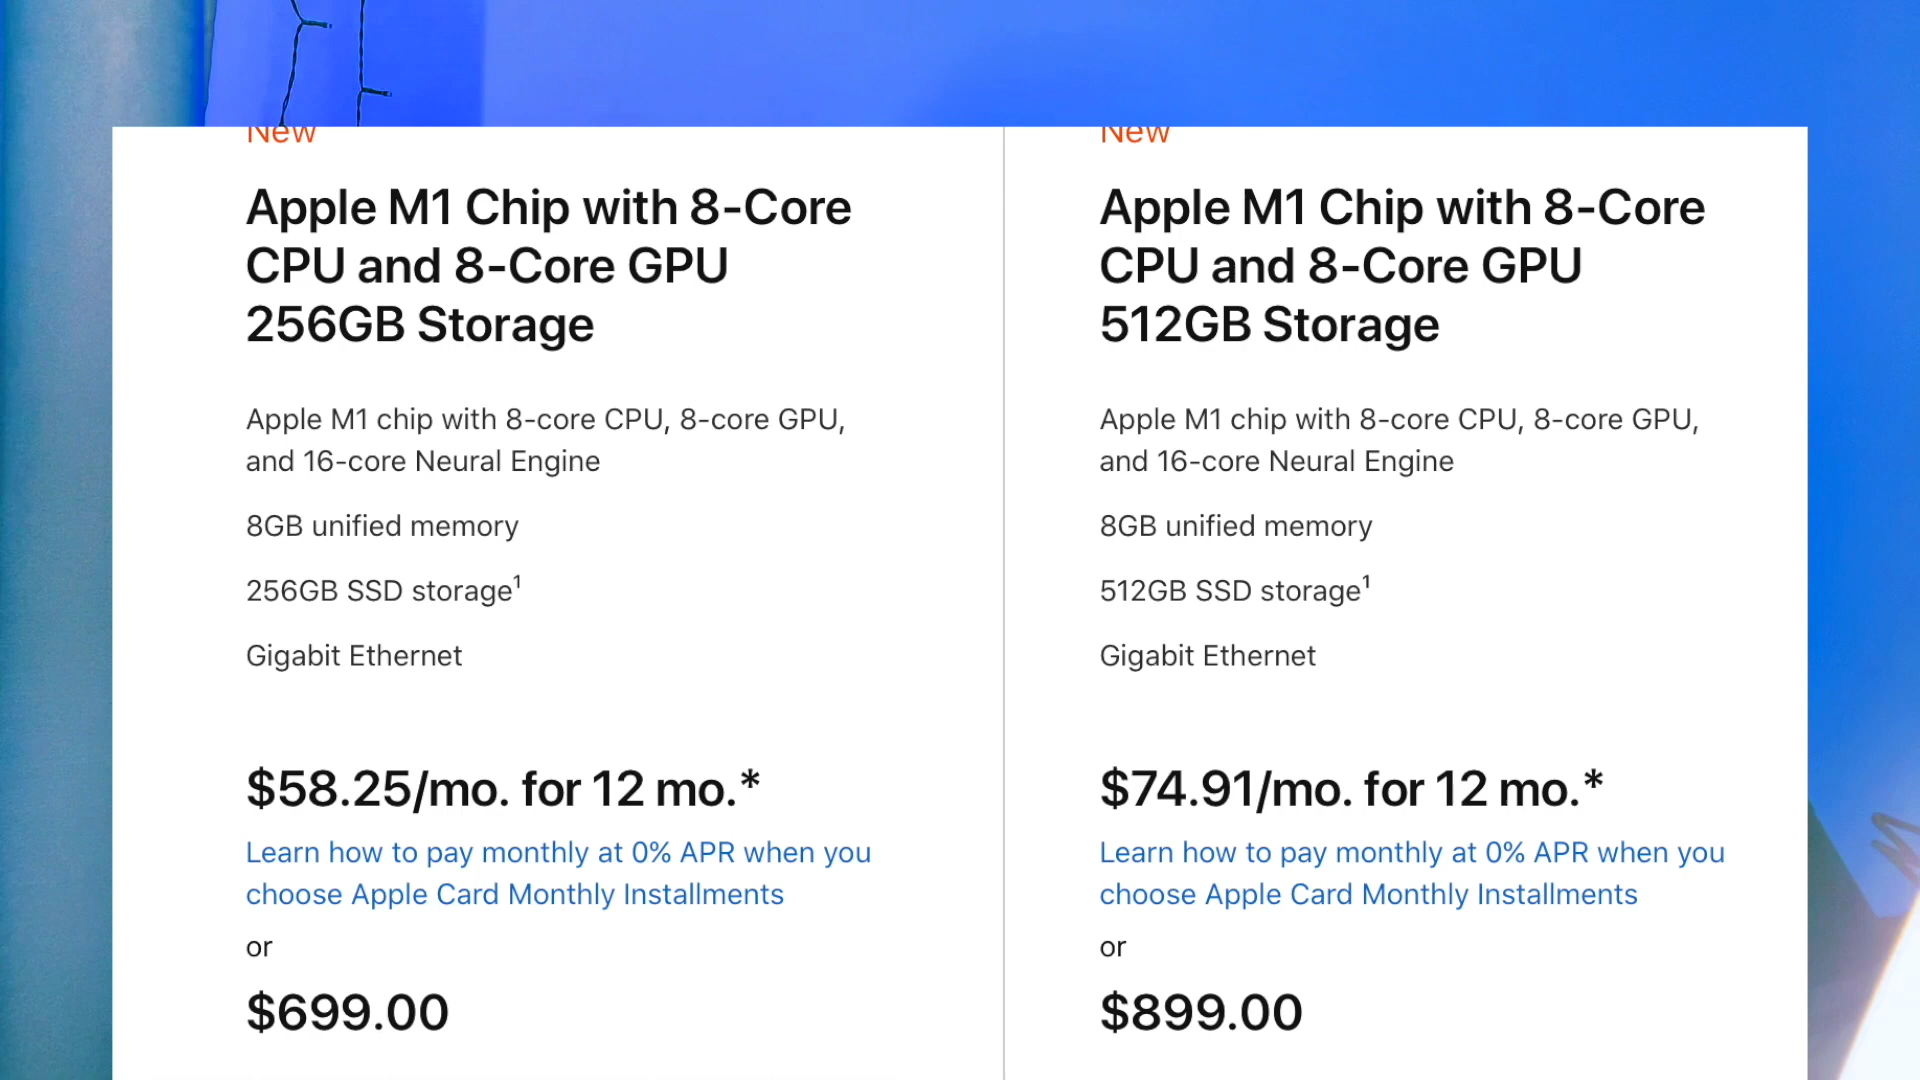 New
Apple M1 Chip with 8-Core
CPU and 8-Core GPU
256GB Storage
Apple M1 chip with 8-core CPU, 8-core GPU,
and 16-core Neural Engine
8GB unified memory
256GB SSD storage¹
Gigabit Ethernet
$58.25/mo. for 12 mo.*
Learn how to pay monthly at 0% APR when you
choose Apple Card Monthly Installments
or
$699.00
New
Apple M1 Chip with 8-Core
CPU and 8-Core GPU
512GB Storage
Apple M1 chip with 8-core CPU, 8-core GPU,
and 16-core Neural Engine
8GB unified memory
512GB SSD storage¹
Gigabit Ethernet
$74.91/mo. for 12 mo.*
Learn how to pay monthly at 0% APR when you
choose Apple Card Monthly Installments
or
$899.00